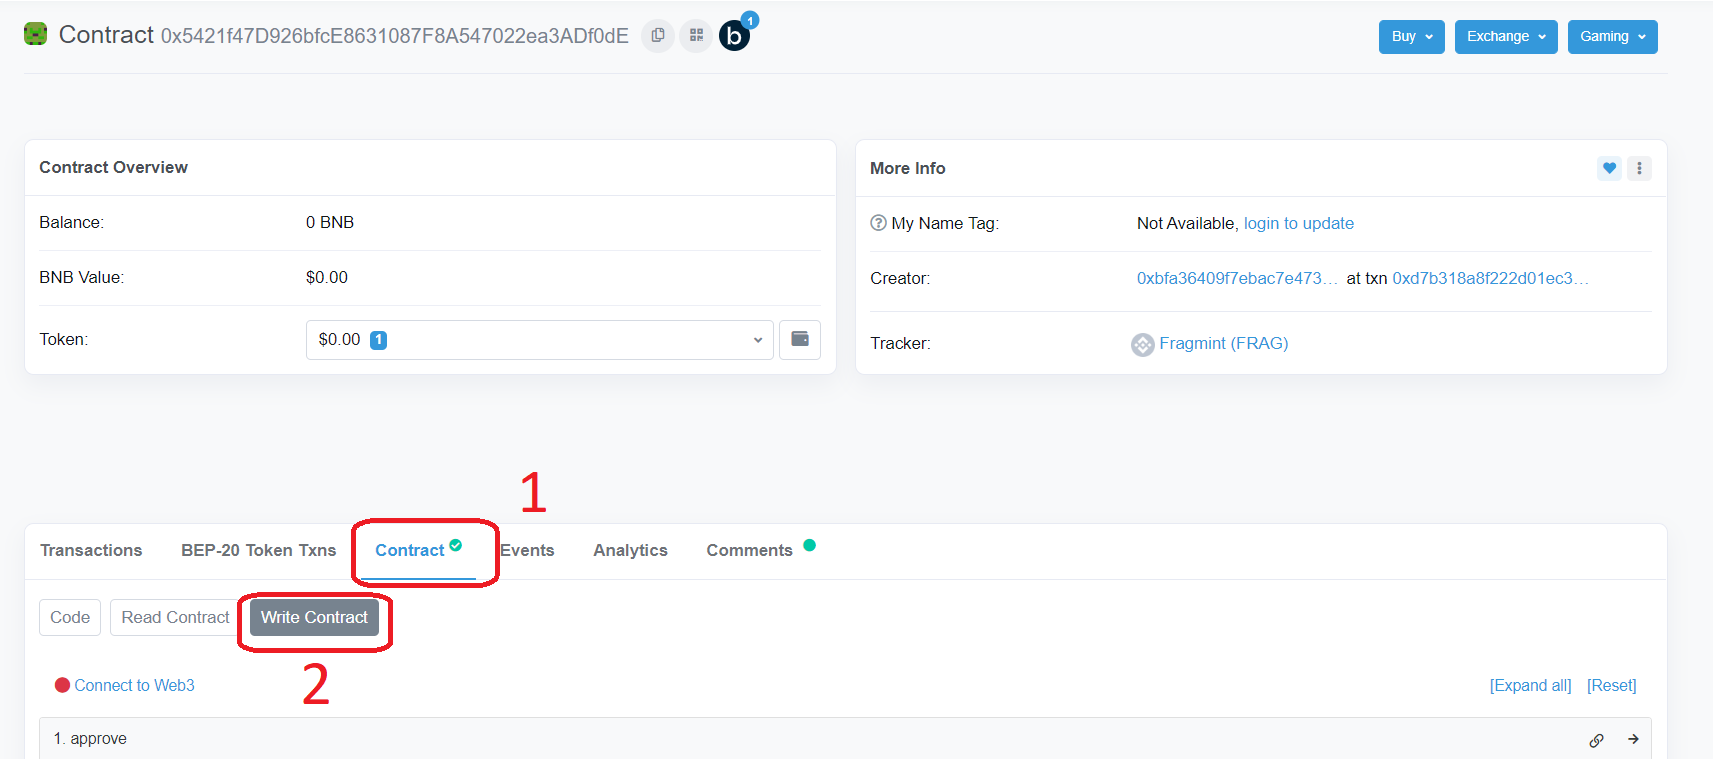 Contract 0x5421f47D926bfcE8631087F8A547022ea3ADf0dE b 1
Buy Exchange Gaming
Contract Overview
Balance: 0 BNB
BNB Value: $0.00
Token: $0.00 1
More Info
? My Name Tag: Not Available, login to update
Creator: 0xbfa36409f7ebac7e473... at txn 0xd7b318a8f222d01ec3...
Tracker: Fragmint (FRAG)
1
Transactions BEP-20 Token Txns Contract Events Analytics Comments
Code Read Contract Write Contract
2
Connect to Web3 [Expand all] [Reset]
1. approve